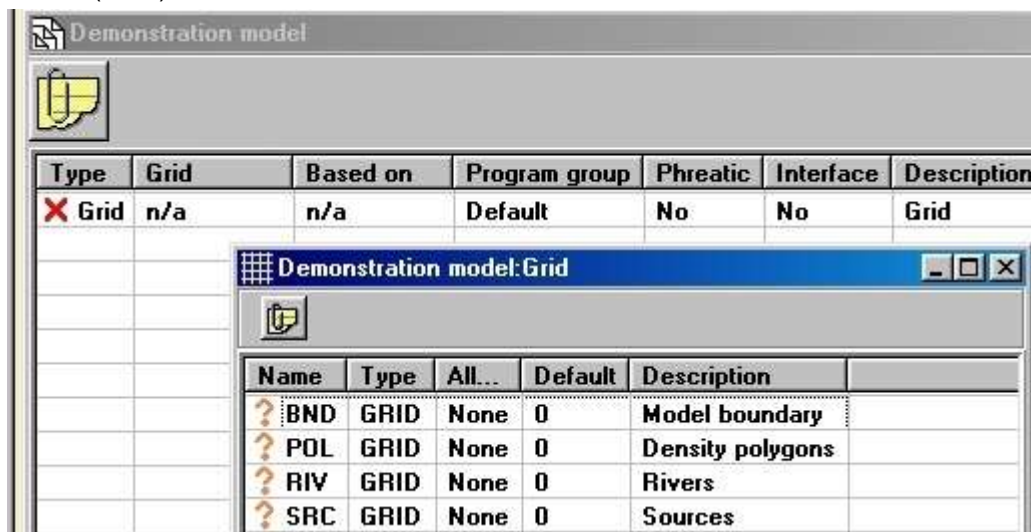 Demonstration model
Type Grid Based on Program group Phreatic Interface Description
Grid n/a n/a Default No No Grid
Demonstration model:Grid
Name Type All... Default Description
? BND GRID None 0 Model boundary
? POL GRID None 0 Density polygons
? RIV GRID None 0 Rivers
? SRC GRID None 0 Sources